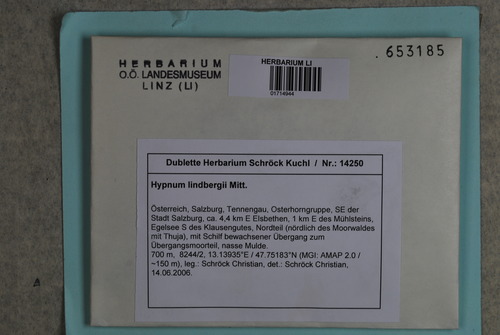 HERBARIUM
O.Ö. LANDESMUSEUM
LINZ (LI)
HERBARIUM LI
01714944
. 653185
Dublette Herbarium Schröck Kuchl / Nr.: 14250
Hypnum lindbergii Mitt.
Österreich, Salzburg, Tennengau, Osterhorngruppe, SE der
Stadt Salzburg, ca. 4,4 km E Elsbethen, 1 km E des Mühlsteins,
Egelsee S des Klausengutes, Nordteil (nördlich des Moorwaldes
mit Thuja), mit Schilf bewachsener Übergang zum
Übergangsmoorteil, nasse Mulde.
700 m, 8244/2, 13.13935°E / 47.75183°N (MGI: AMAP 2.0 /
~150 m), leg.: Schröck Christian, det.: Schröck Christian,
14.06.2006.